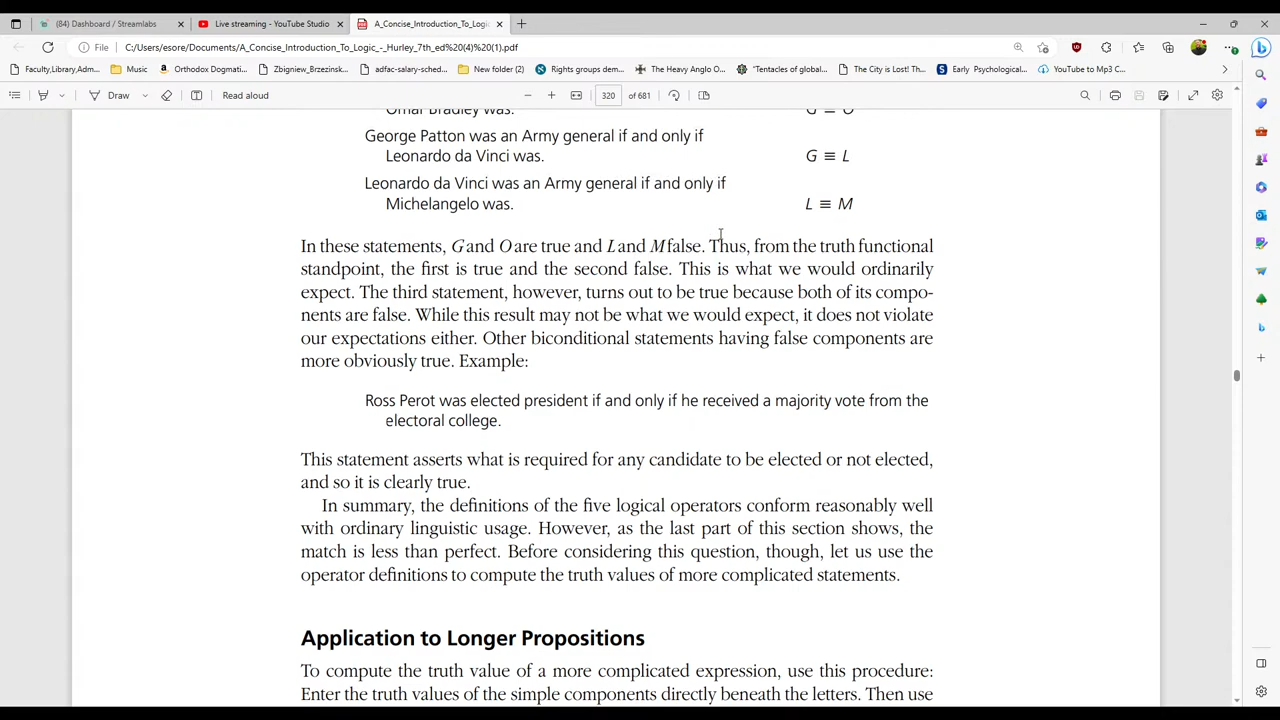 (84) Dashboard / Streamlabs
Live streaming - YouTube Studio
A_Concise_Introduction_To_Logic
File
C:/Users/esore/Documents/A_Concise_Introduction_To_Logic_-_Hurley_7th_ed%20(4)%20(1).pdf
Faculty,Library,Adm...
Music
Orthodox Dogmati...
Zbigniew_Brzezinsk...
adfac-salary-sched...
New folder (2)
Rights groups dem...
The Heavy Anglo O...
"Tentacles of global...
The City is Lost! Th...
Early Psychological...
YouTube to Mp3 C...
Draw
Read aloud
320 of 681
Omar Bradley was. G ≡ O
George Patton was an Army general if and only if
Leonardo da Vinci was. G ≡ L
Leonardo da Vinci was an Army general if and only if
Michelangelo was. L ≡ M
In these statements, G and O are true and L and M false. Thus, from the truth functional
standpoint, the first is true and the second false. This is what we would ordinarily
expect. The third statement, however, turns out to be true because both of its compo-
nents are false. While this result may not be what we would expect, it does not violate
our expectations either. Other biconditional statements having false components are
more obviously true. Example:
Ross Perot was elected president if and only if he received a majority vote from the
electoral college.
This statement asserts what is required for any candidate to be elected or not elected,
and so it is clearly true.
In summary, the definitions of the five logical operators conform reasonably well
with ordinary linguistic usage. However, as the last part of this section shows, the
match is less than perfect. Before considering this question, though, let us use the
operator definitions to compute the truth values of more complicated statements.
Application to Longer Propositions
To compute the truth value of a more complicated expression, use this procedure:
Enter the truth values of the simple components directly beneath the letters. Then use